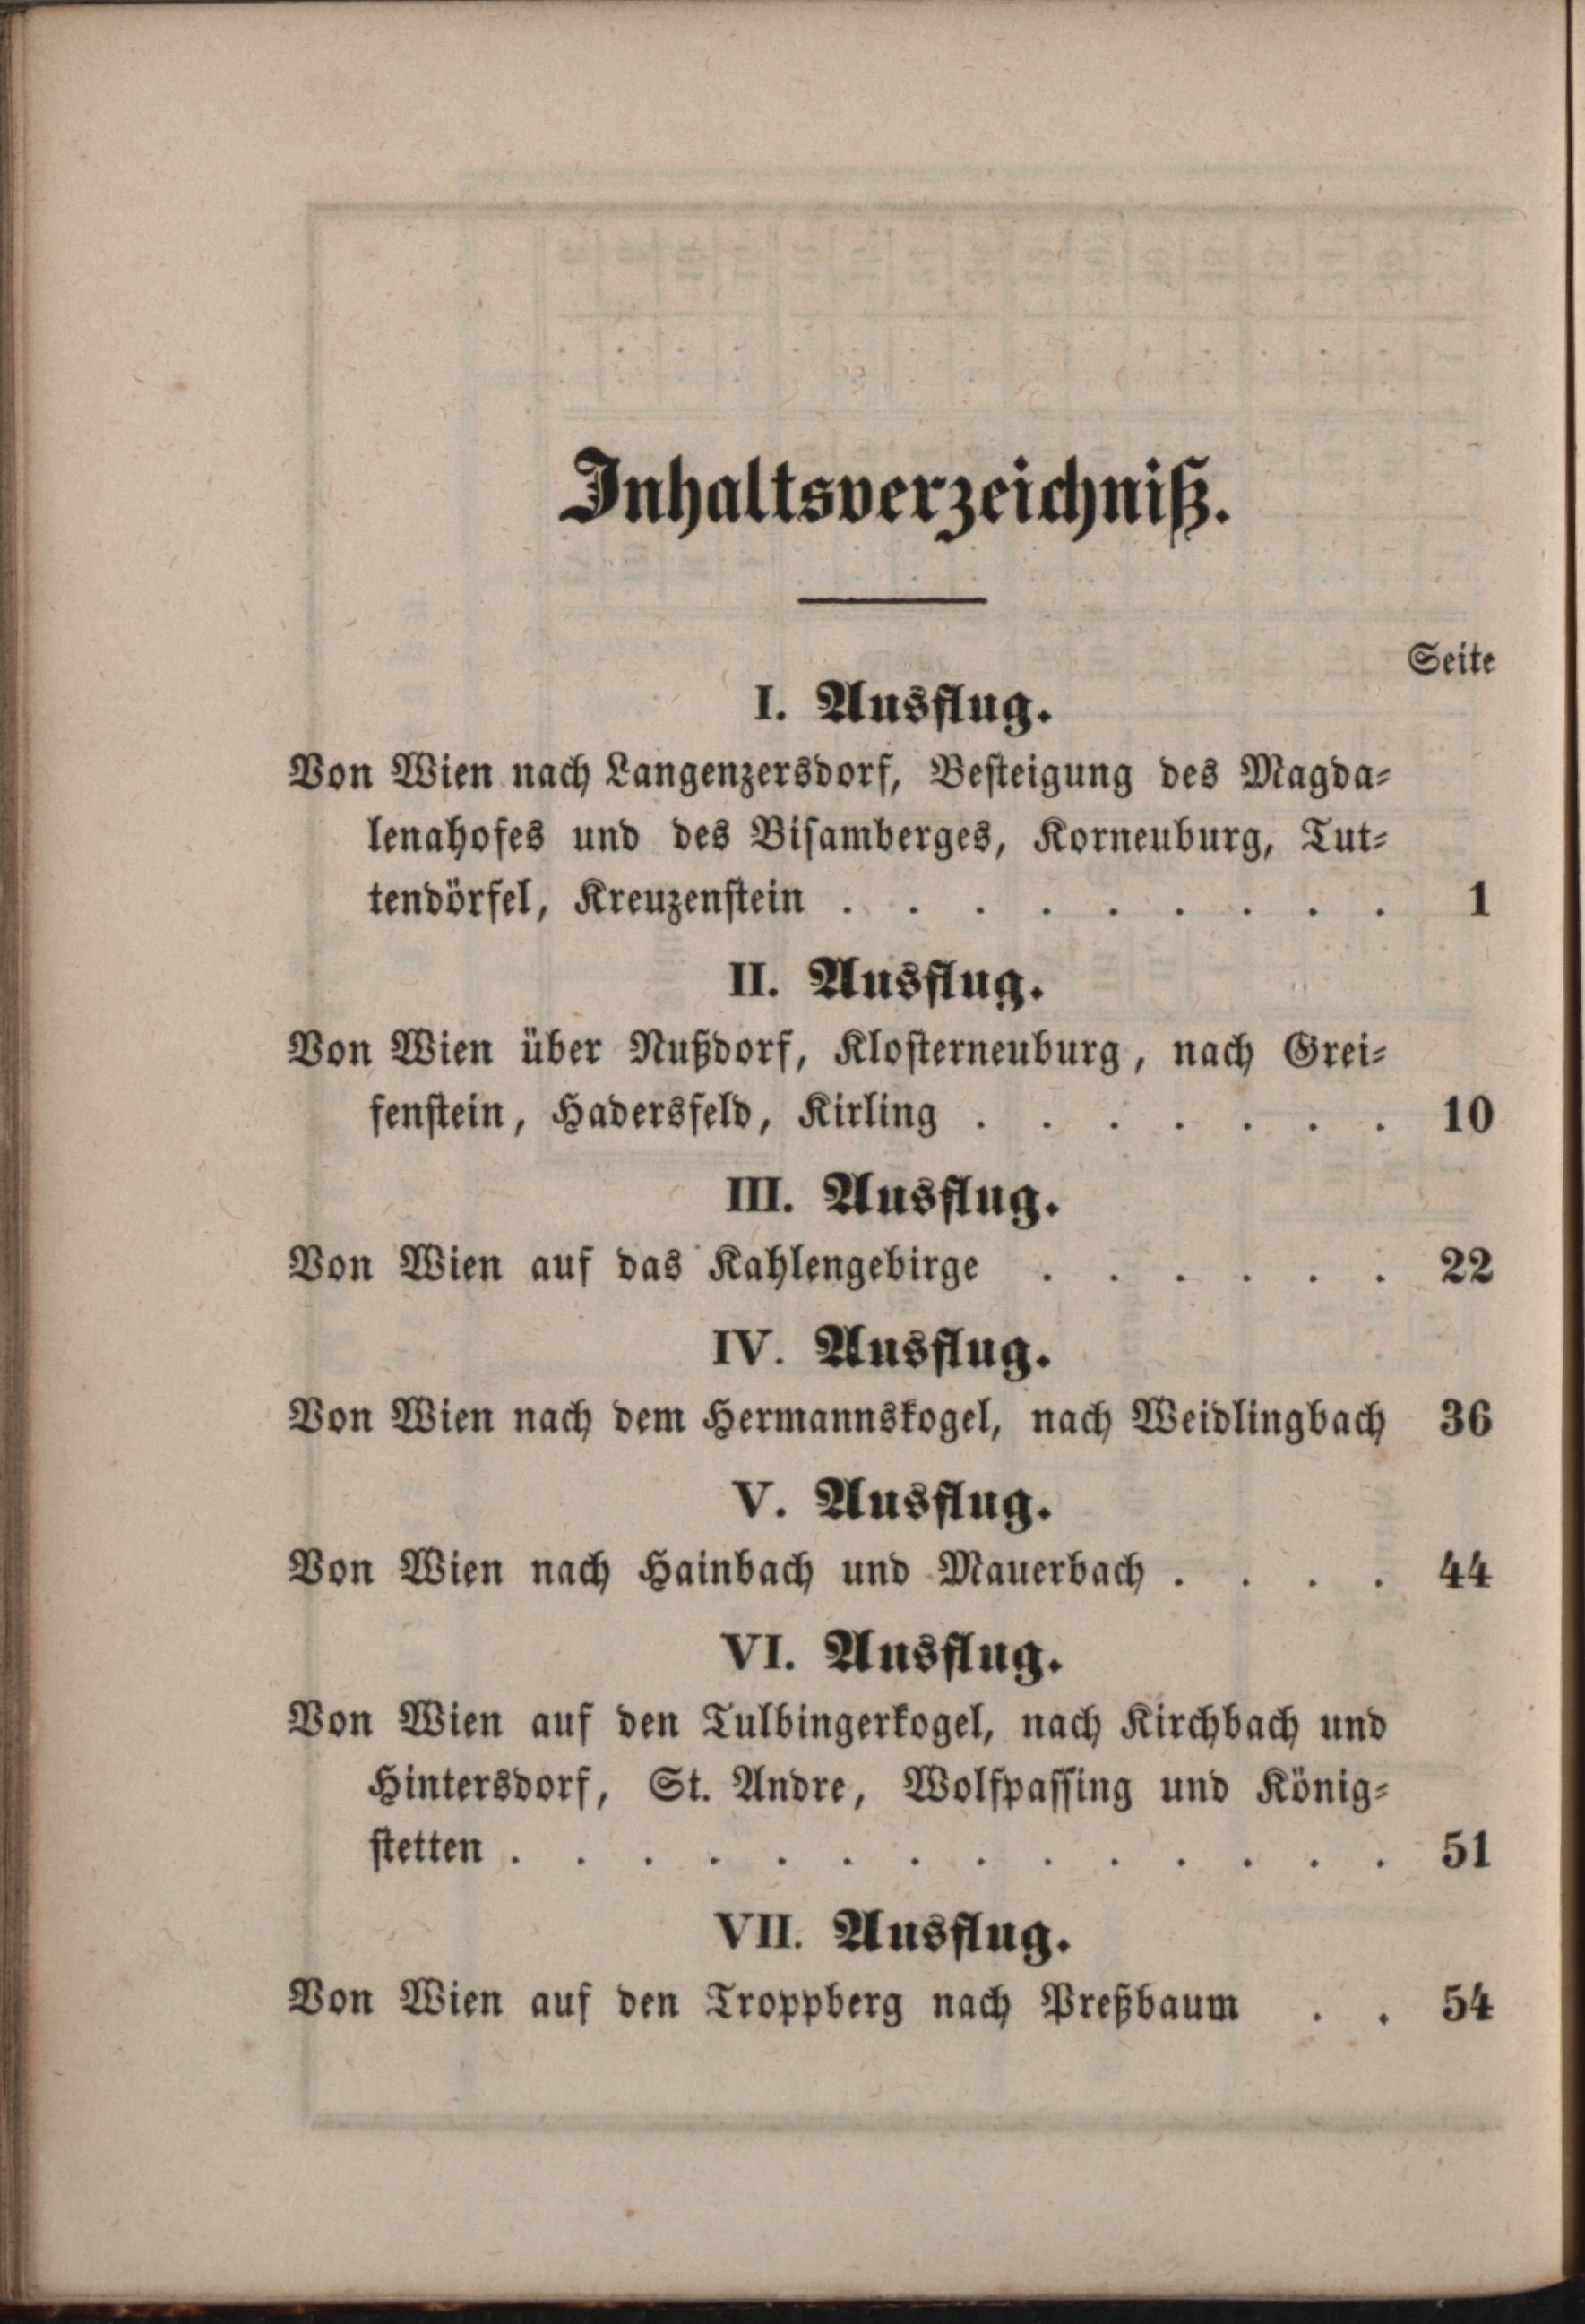 Inhaltsverzeichniß.
Seite
I. Ausflug.
Von Wien nach Langenzersdorf, Besteigung des Magda-
lenahofes und des Bisamberges, Korneuburg, Tut-
tendörfel, Kreuzenstein . . . . . . . . . 1
II. Ausflug.
Von Wien über Nußdorf, Klosterneuburg, nach Grei-
fenstein, Hadersfeld, Kirling . . . . . . . 10
III. Ausflug.
Von Wien auf das Kahlengebirge . . . . . . 22
IV. Ausflug.
Von Wien nach dem Hermannskogel, nach Weidlingbach 36
V. Ausflug.
Von Wien nach Hainbach und Mauerbach . . . . 44
VI. Ausflug.
Von Wien auf den Tulbingerkogel, nach Kirchbach und
Hintersdorf, St. Andre, Wolfpassing und König-
stetten . . . . . . . . . . . . . . 51
VII. Ausflug.
Von Wien auf den Troppberg nach Preßbaum . . 54